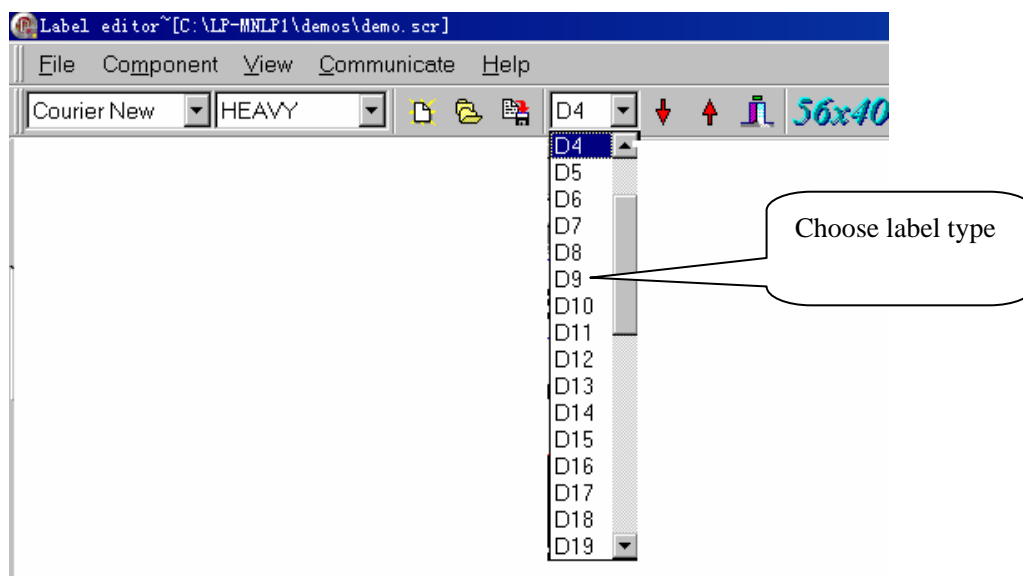 Label editor~[C:\LP-MNLP1\demos\demo.scr]
File Component View Communicate Help
Courier New HEAVY D4 56x40
D4
D5
D6
D7
D8
D9
D10
D11
D12
D13
D14
D15
D16
D17
D18
D19
Choose label type